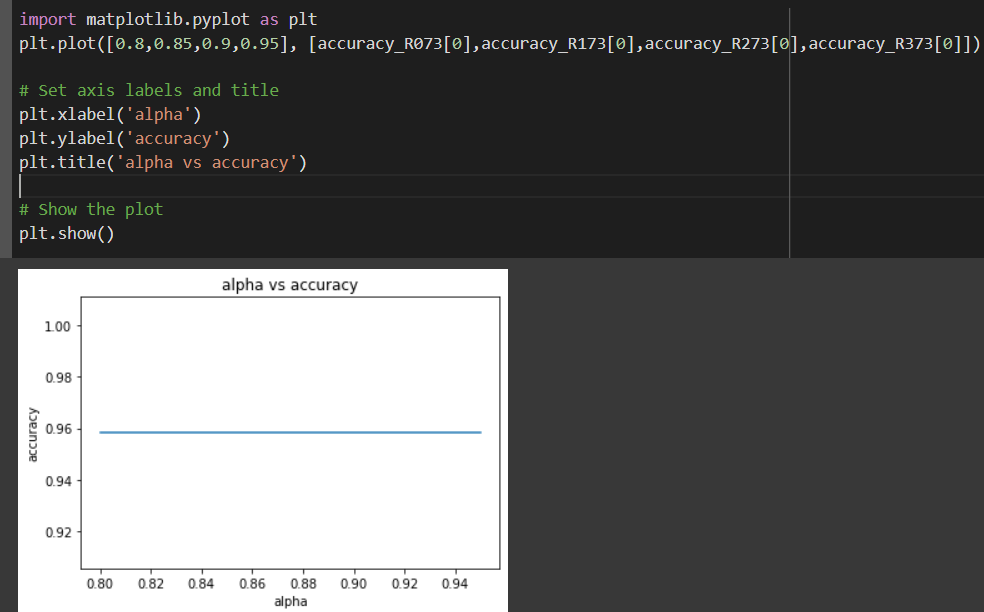 import matplotlib.pyplot as plt
plt.plot([0.8,0.85,0.9,0.95], [accuracy_R073[0],accuracy_R173[0],accuracy_R273[0],accuracy_R373[0]])
# Set axis labels and title
plt.xlabel('alpha')
plt.ylabel('accuracy')
plt.title('alpha vs accuracy')
# Show the plot
plt.show()
alpha vs accuracy
1.00
0.98
0.96
0.94
0.92
accuracy
0.80 0.82 0.84 0.86 0.88 0.90 0.92 0.94
alpha